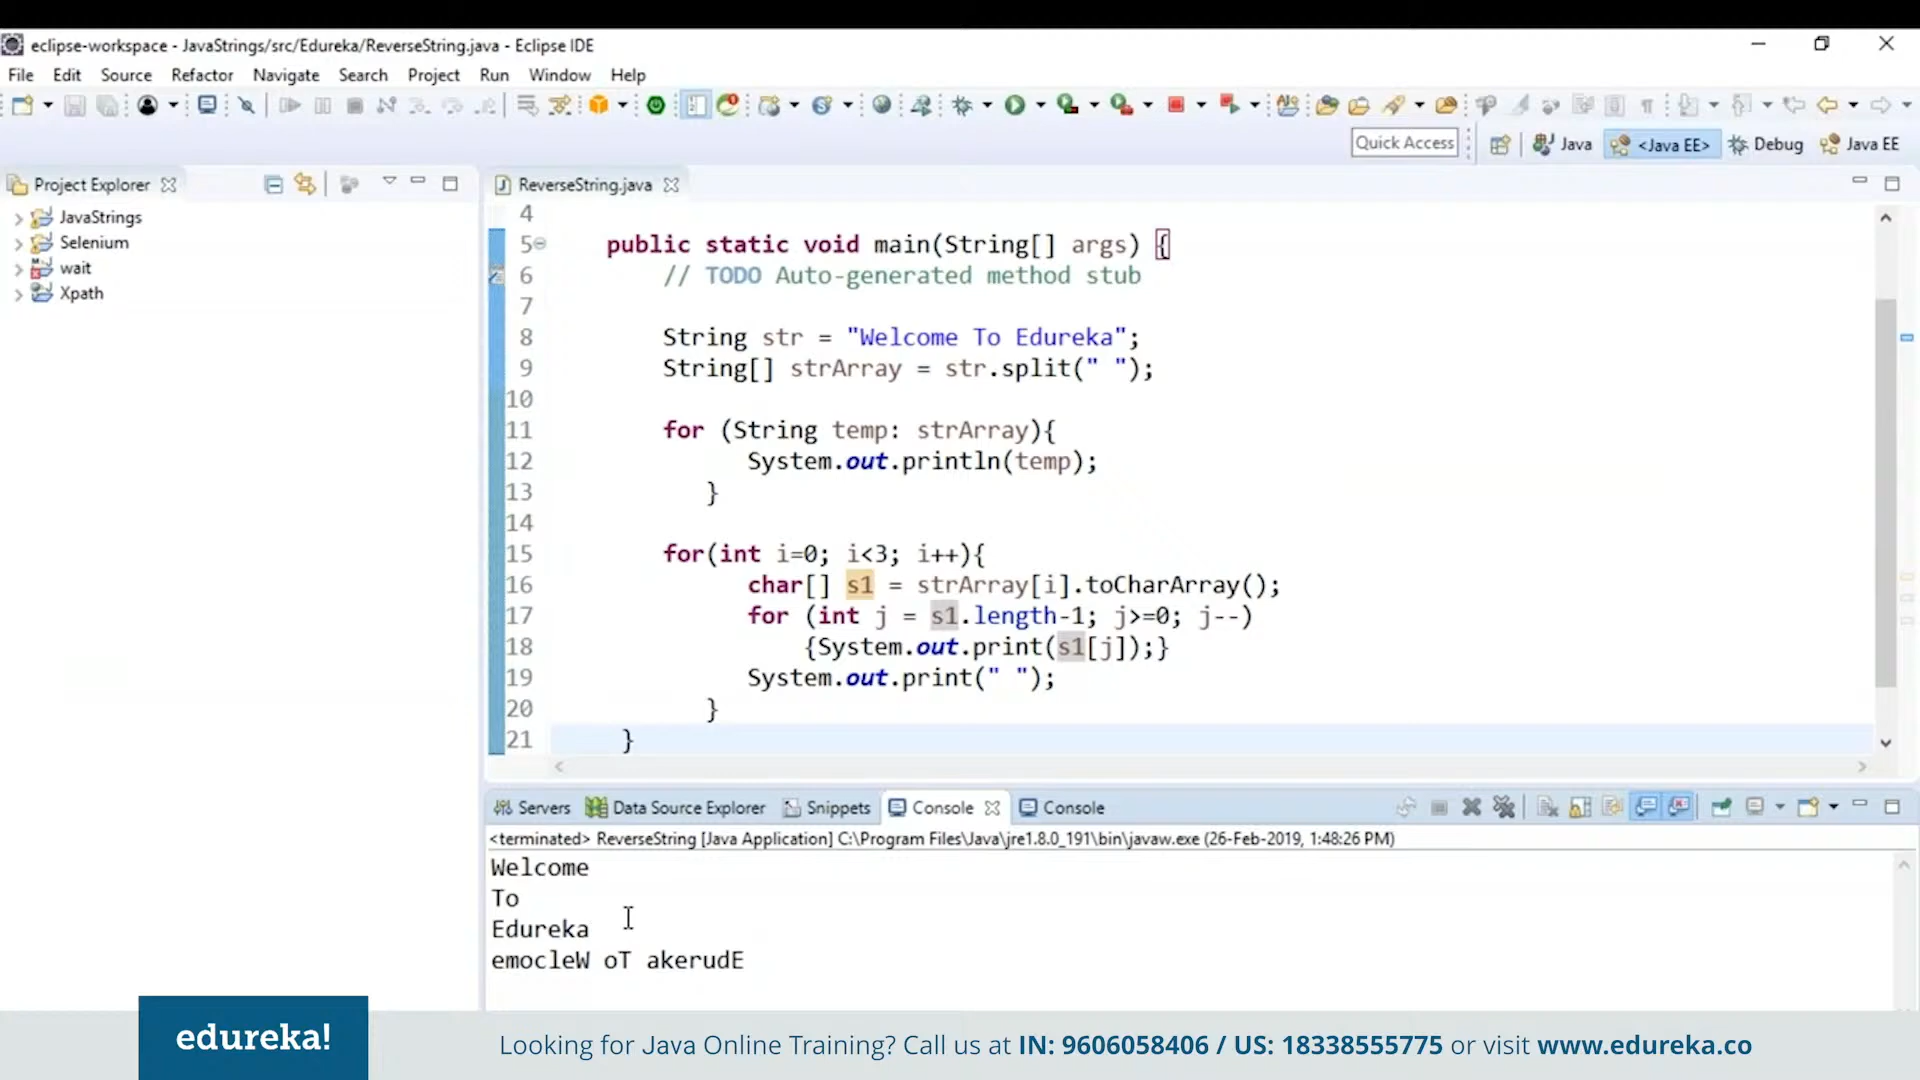 eclipse-workspace - JavaStrings/src/Edureka/ReverseString.java - Eclipse IDE
File Edit Source Refactor Navigate Search Project Run Window Help
Quick Access Java <Java EE> Debug Java EE
Project Explorer
JavaStrings
Selenium
wait
Xpath
ReverseString.java
4
5 public static void main(String[] args) {
6 // TODO Auto-generated method stub
7
8 String str = "Welcome To Edureka";
9 String[] strArray = str.split(" ");
10
11 for (String temp: strArray){
12 System.out.println(temp);
13 }
14
15 for(int i=0; i<3; i++){
16 char[] s1 = strArray[i].toCharArray();
17 for (int j = s1.length-1; j>=0; j--)
18 {System.out.print(s1[j]);}
19 System.out.print(" ");
20 }
21 }
Servers Data Source Explorer Snippets Console Console
<terminated> ReverseString [Java Application] C:\Program Files\Java\jre1.8.0_191\bin\javaw.exe (26-Feb-2019, 1:48:26 PM)
Welcome
To
Edureka
emocleW oT akerudE
edureka!
Looking for Java Online Training? Call us at IN: 9606058406 / US: 18338555775 or visit www.edureka.co